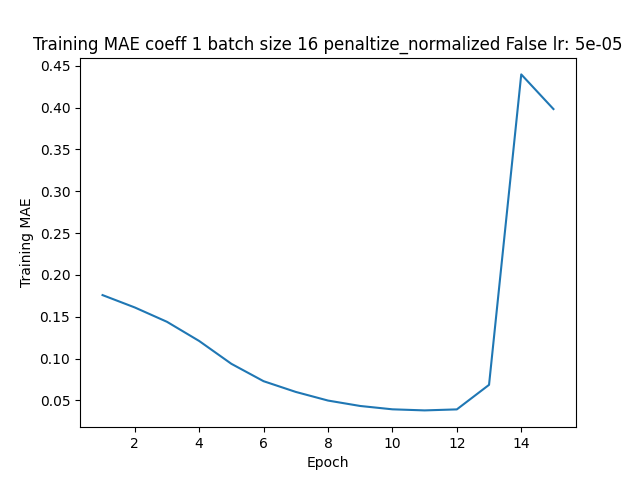 Training MAE coeff 1 batch size 16 penaltize_normalized False lr: 5e-05
0.45
0.40
0.35
0.30
0.25
0.20
0.15
0.10
0.05
Training MAE
2 4 6 8 10 12 14
Epoch